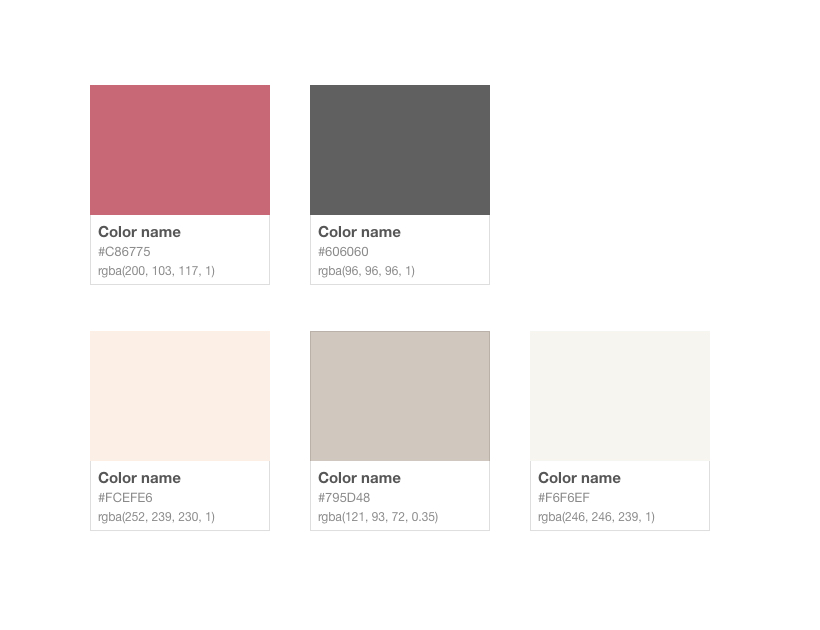 Color name
#C86775
rgba(200, 103, 117, 1)
Color name
#606060
rgba(96, 96, 96, 1)
Color name
#FCEFE6
rgba(252, 239, 230, 1)
Color name
#795D48
rgba(121, 93, 72, 0.35)
Color name
#F6F6EF
rgba(246, 246, 239, 1)